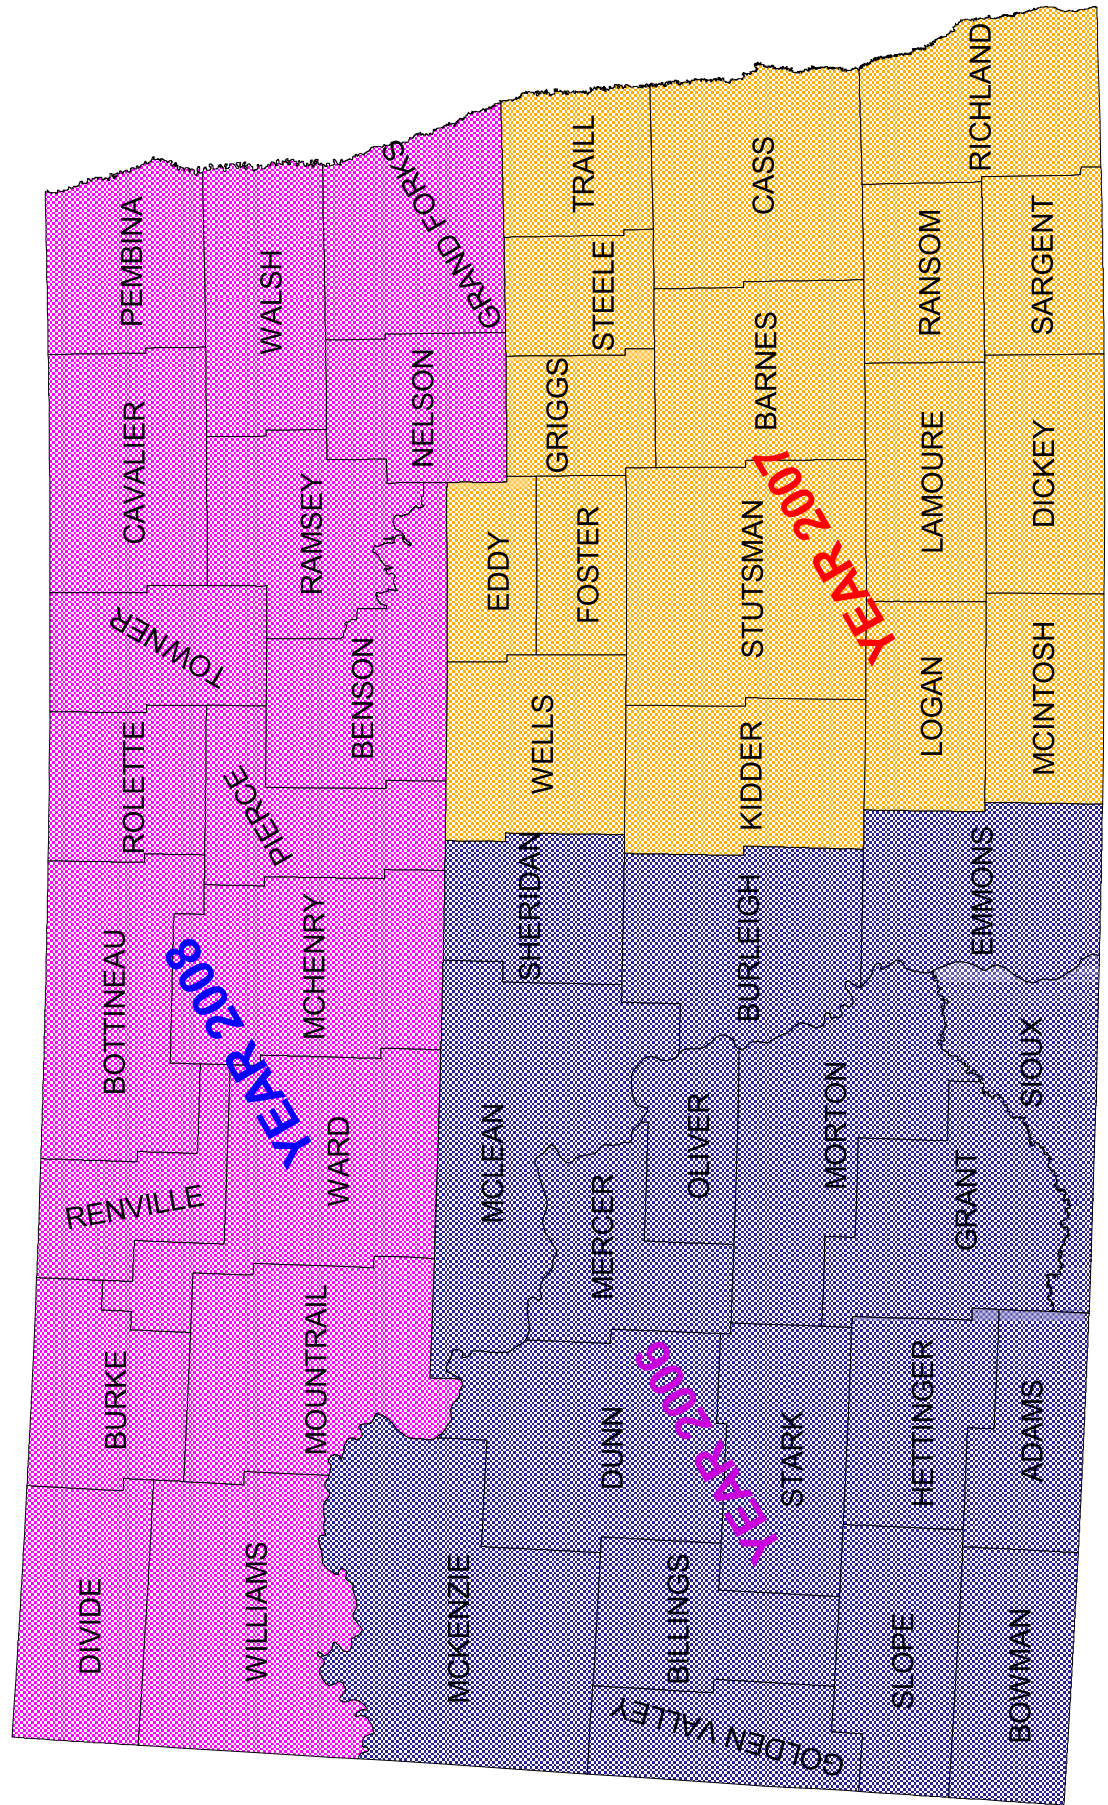 DIVIDE
BURKE
RENVILLE
BOTTINEAU
ROLETTE
TOWNER
CAVALIER
PEMBINA
WILLIAMS
MOUNTRAIL
WARD
YEAR 2008
MCHENRY
PIERCE
BENSON
RAMSEY
WALSH
NELSON
GRAND FORKS
MCKENZIE
DUNN
MERCER
MCLEAN
SHERIDAN
WELLS
EDDY
FOSTER
GRIGGS
STEELE
TRAILL
GOLDEN VALLEY
BILLINGS
YEAR 2006
STARK
OLIVER
MORTON
BURLEIGH
KIDDER
STUTSMAN
YEAR 2007
BARNES
CASS
SLOPE
HETTINGER
GRANT
EMMONS
LOGAN
LAMOURE
RANSOM
RICHLAND
BOWMAN
ADAMS
SIOUX
MCINTOSH
DICKEY
SARGENT